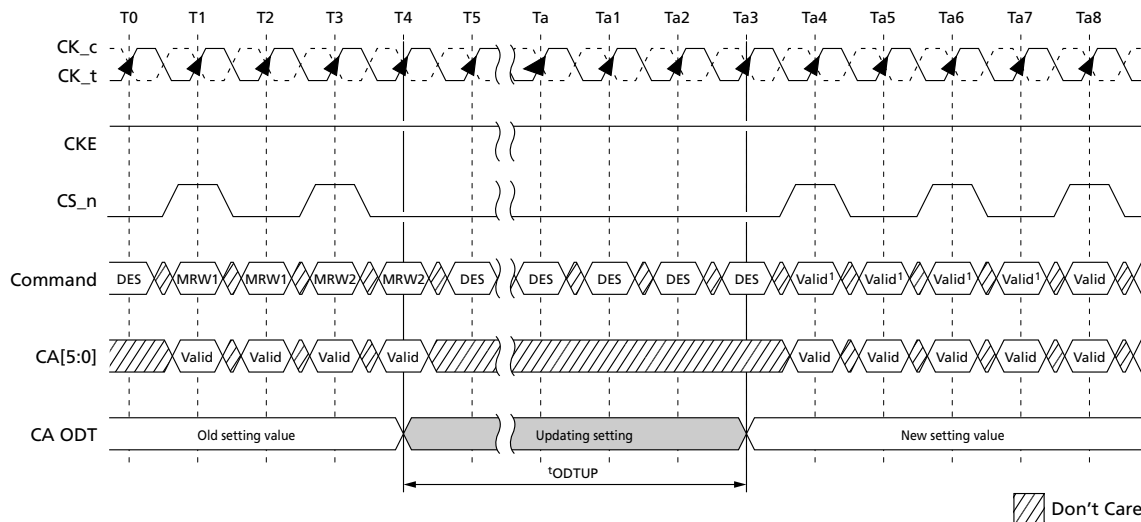 T0 T1 T2 T3 T4 T5 Ta Ta1 Ta2 Ta3 Ta4 Ta5 Ta6 Ta7 Ta8
CK_c
CK_t
CKE
CS_n
Command DES MRW1 MRW1 MRW2 MRW2 DES DES DES DES DES Valid¹ Valid¹ Valid¹ Valid¹ Valid
CA[5:0] Valid Valid Valid Valid Valid Valid Valid Valid Valid
CA ODT Old setting value Updating setting New setting value
ᵗODTUP
Don't Care